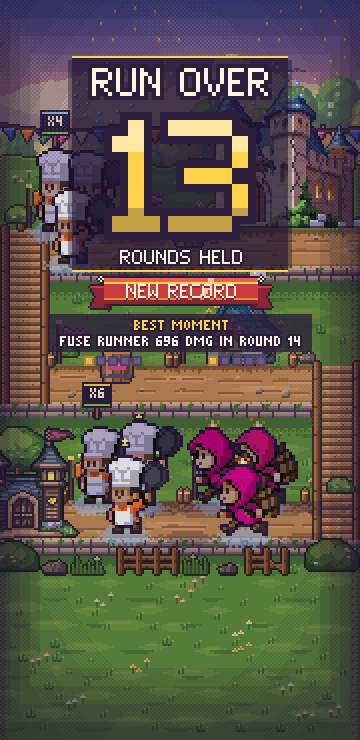 RUN OVER
X4
13
ROUNDS HELD
NEW RECORD
BEST MOMENT
FUSE RUNNER 696 DMG IN ROUND 14
X6